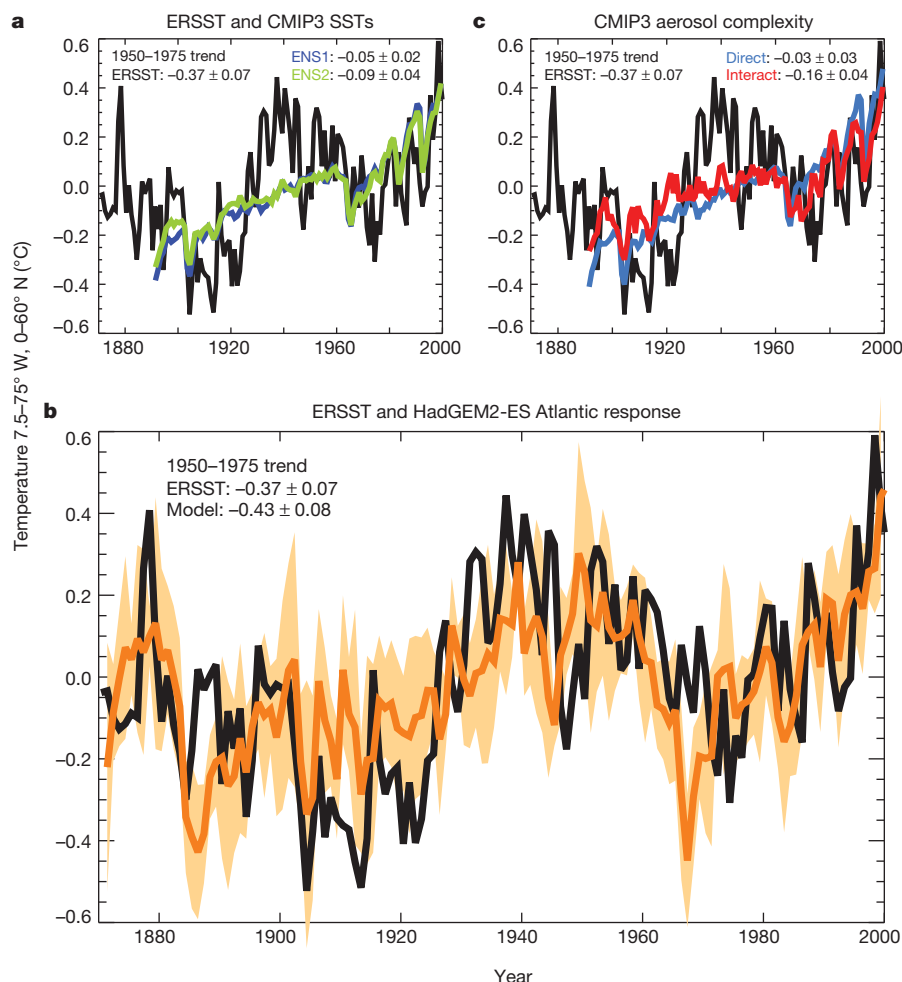 a
ERSST and CMIP3 SSTs
1950–1975 trend
ERSST: –0.37 ± 0.07
ENS1: –0.05 ± 0.02
ENS2: –0.09 ± 0.04
0.6
0.4
0.2
0.0
–0.2
–0.4
–0.6
1880
1920
1960
2000
c
CMIP3 aerosol complexity
1950–1975 trend
ERSST: –0.37 ± 0.07
Direct: –0.03 ± 0.03
Interact: –0.16 ± 0.04
0.6
0.4
0.2
0.0
–0.2
–0.4
–0.6
1880
1920
1960
2000
Temperature 7.5–75° W, 0–60° N (°C)
b
ERSST and HadGEM2-ES Atlantic response
1950–1975 trend
ERSST: –0.37 ± 0.07
Model: –0.43 ± 0.08
0.6
0.4
0.2
0.0
–0.2
–0.4
–0.6
1880
1900
1920
1940
1960
1980
2000
Year